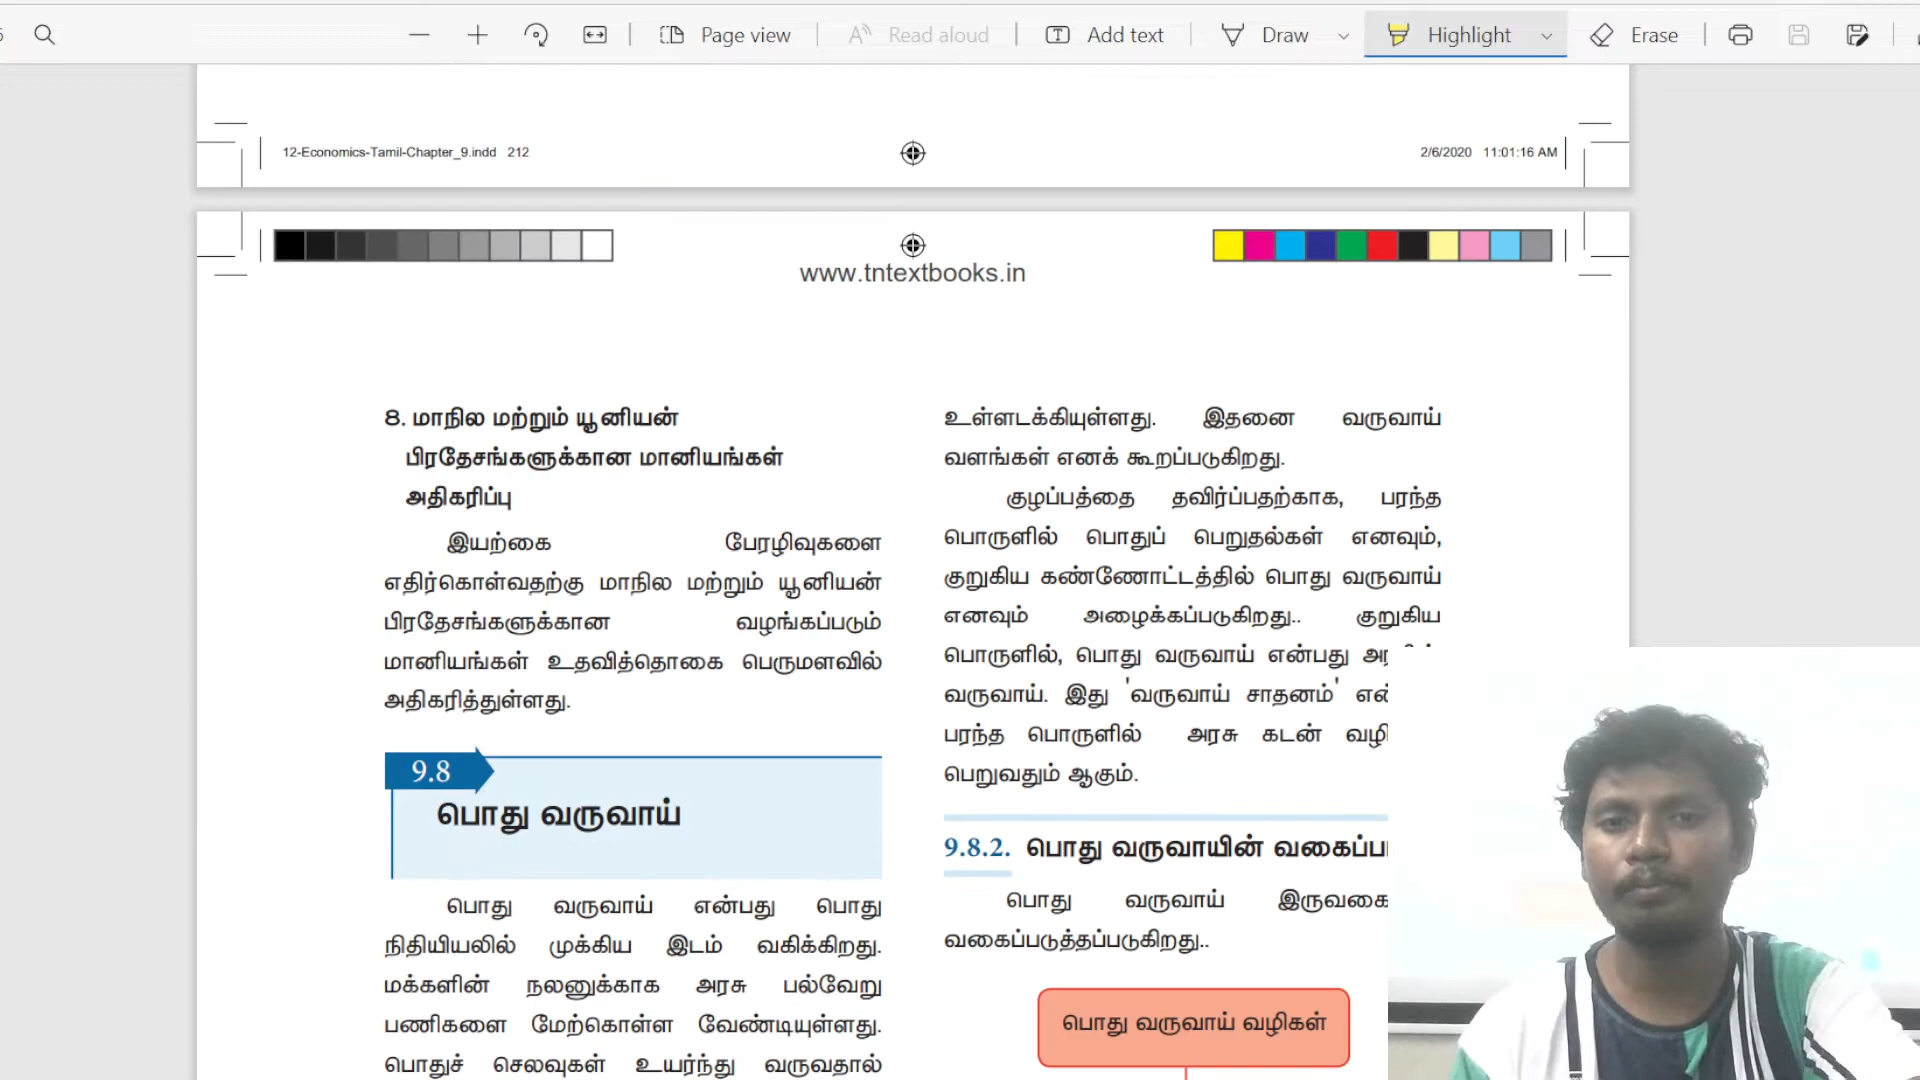 Page view
Read aloud
Add text
Draw
Highlight
Erase
12-Economics-Tamil-Chapter_9.indd 212
2/6/2020 11:01:16 AM
www.tntextbooks.in
8. மாநில மற்றும் யூனியன்
பிரதேசங்களுக்கான மானியங்கள்
அதிகரிப்பு
இயற்கை பேரழிவுகளை
எதிர்கொள்வதற்கு மாநில மற்றும் யூனியன்
பிரதேசங்களுக்கான வழங்கப்படும்
மானியங்கள் உதவித்தொகை பெருமளவில்
அதிகரித்துள்ளது.
9.8
பொது வருவாய்
பொது வருவாய் என்பது பொது
நிதியியலில் முக்கிய இடம் வகிக்கிறது.
மக்களின் நலனுக்காக அரசு பல்வேறு
பணிகளை மேற்கொள்ள வேண்டியுள்ளது.
பொதுச் செலவுகள் உயர்ந்து வருவதால்
உள்ளடக்கியுள்ளது. இதனை வருவாய்
வளங்கள் எனக் கூறப்படுகிறது.
குழப்பத்தை தவிர்ப்பதற்காக, பரந்த
பொருளில் பொதுப் பெறுதல்கள் எனவும்,
குறுகிய கண்ணோட்டத்தில் பொது வருவாய்
எனவும் அழைக்கப்படுகிறது.. குறுகிய
பொருளில், பொது வருவாய் என்பது
வருவாய். இது 'வருவாய் சாதனம்'
பரந்த பொருளில் அரசு கடன் வழி
பெறுவதும் ஆகும்.
9.8.2. பொது வருவாயின்
பொது வருவாய் இருவகை
வகைப்படுத்தப்படுகிறது..
பொது வருவாய் வழிகள்